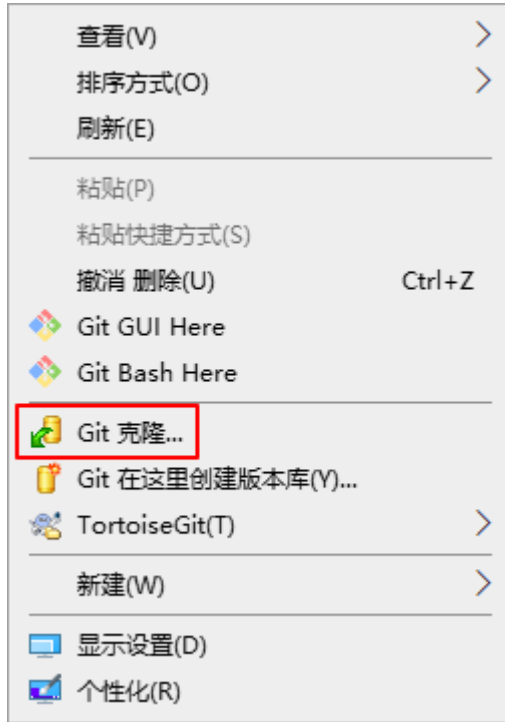 查看(V)
排序方式(O)
刷新(E)
粘贴(P)
粘贴快捷方式(S)
撤消 删除(U) Ctrl+Z
Git GUI Here
Git Bash Here
Git 克隆...
Git 在这里创建版本库(Y)...
TortoiseGit(T)
新建(W)
显示设置(D)
个性化(R)